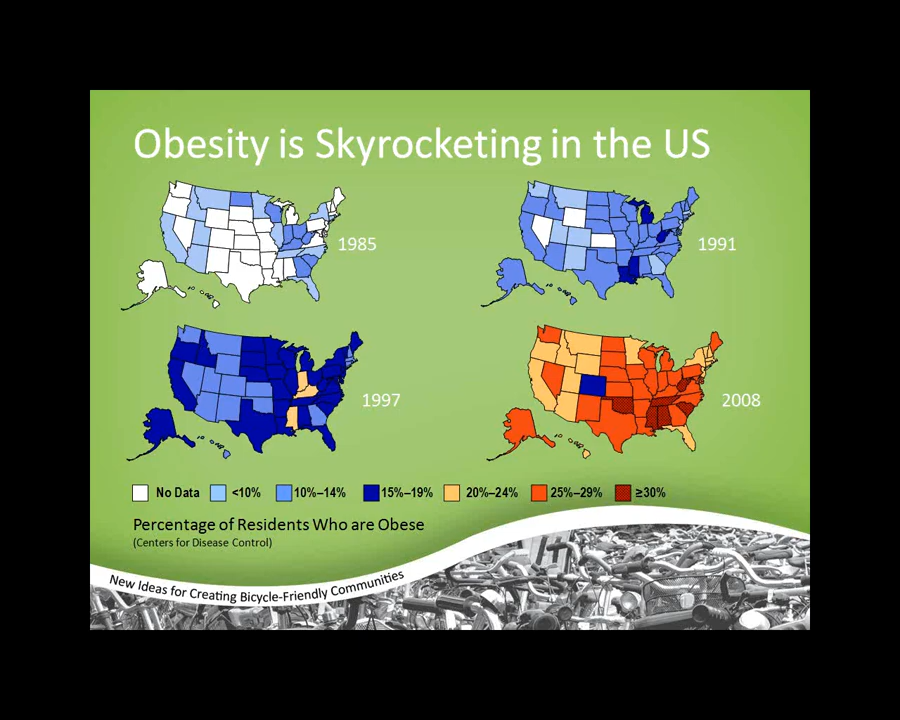 Obesity is Skyrocketing in the US
1985
1991
1997
2008
No Data <10% 10%–14% 15%–19% 20%–24% 25%–29% ≥30%
Percentage of Residents Who are Obese
(Centers for Disease Control)
New Ideas for Creating Bicycle-Friendly Communities